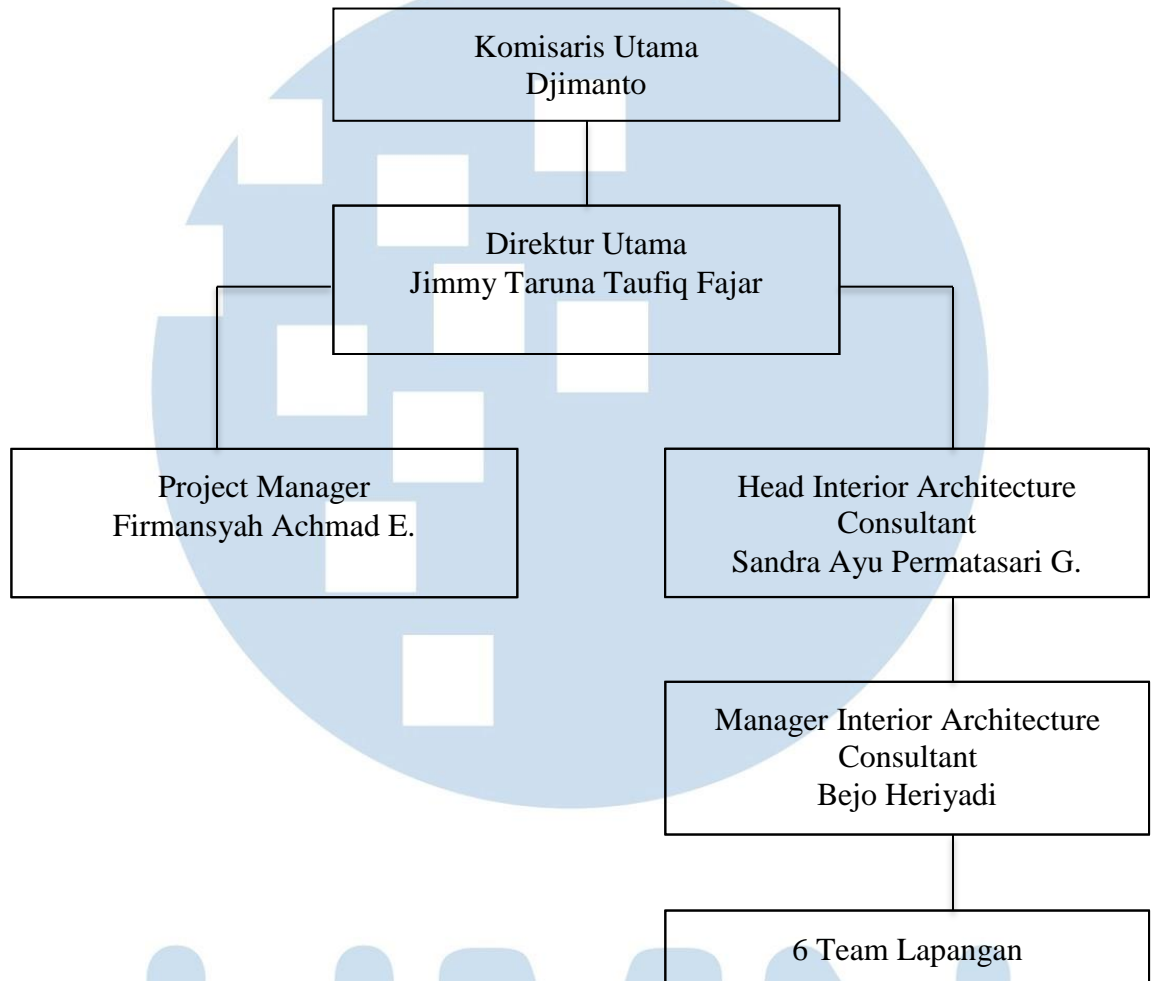 Komisaris Utama
Djimanto
Direktur Utama
Jimmy Taruna Taufiq Fajar
Project Manager
Firmansyah Achmad E.
Head Interior Architecture
Consultant
Sandra Ayu Permatasari G.
Manager Interior Architecture
Consultant
Bejo Heriyadi
6 Team Lapangan